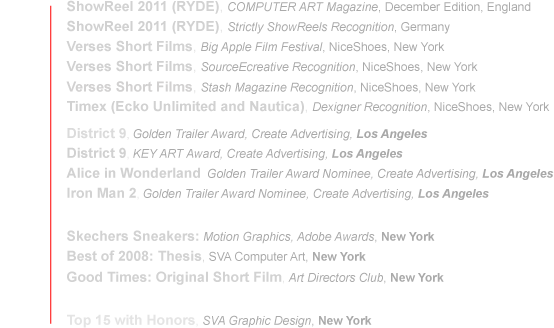 ShowReel 2011 (RYDE), COMPUTER ART Magazine, December Edition, England
ShowReel 2011 (RYDE), Strictly ShowReels Recognition, Germany
Verses Short Films, Big Apple Film Festival, NiceShoes, New York
Verses Short Films, SourceEcreative Recognition, NiceShoes, New York
Verses Short Films, Stash Magazine Recognition, NiceShoes, New York
Timex (Ecko Unlimited and Nautica), Dexigner Recognition, NiceShoes, New York
District 9, Golden Trailer Award, Create Advertising, Los Angeles
District 9, KEY ART Award, Create Advertising, Los Angeles
Alice in Wonderland, Golden Trailer Award Nominee, Create Advertising, Los Angeles
Iron Man 2, Golden Trailer Award Nominee, Create Advertising, Los Angeles
Skechers Sneakers: Motion Graphics, Adobe Awards, New York
Best of 2008: Thesis, SVA Computer Art, New York
Good Times: Original Short Film, Art Directors Club, New York
Top 15 with Honors, SVA Graphic Design, New York